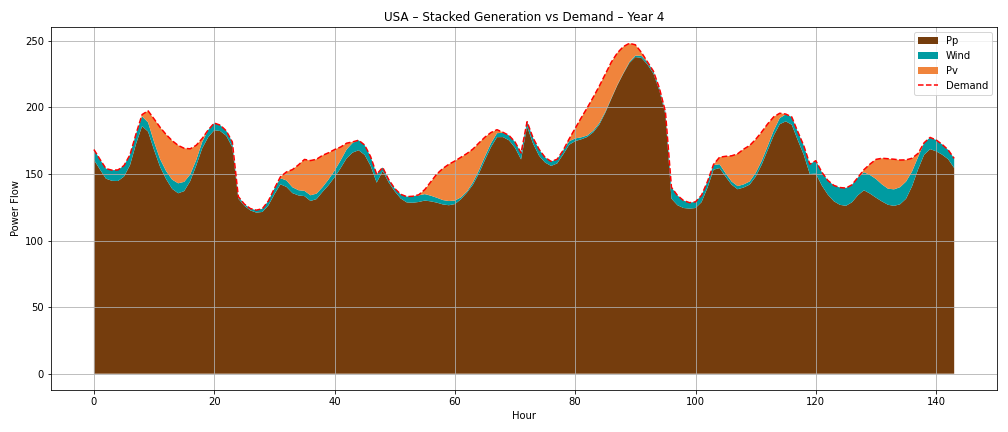 USA – Stacked Generation vs Demand – Year 4
Pp
Wind
Pv
Demand
Power Flow
250
200
150
100
50
0
0 20 40 60 80 100 120 140
Hour